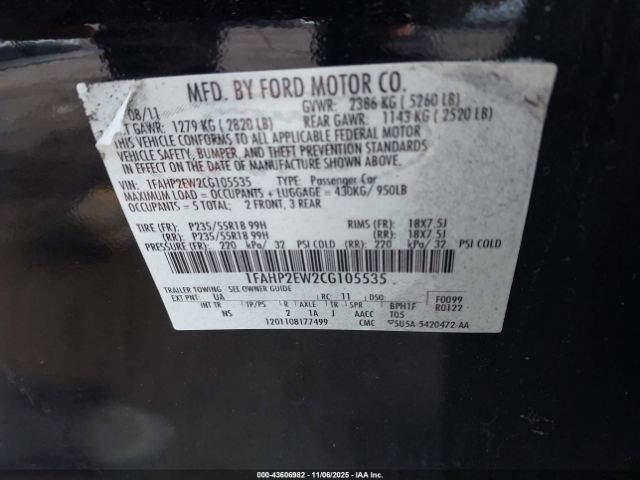 MFD. BY FORD MOTOR CO.
08/11 GVWR: 2386 KG ( 5260 LB)
T GAWR: 1279 KG ( 2820 LB) REAR GAWR: 1143 KG ( 2520 LB)
THIS VEHICLE CONFORMS TO ALL APPLICABLE FEDERAL MOTOR
VEHICLE SAFETY, BUMPER, AND THEFT PREVENTION STANDARDS
IN EFFECT ON THE DATE OF MANUFACTURE SHOWN ABOVE.
VIN: 1FAHP2EW2CG105535 TYPE: Passenger Car
MAXIMUM LOAD = OCCUPANTS + LUGGAGE = 430KG/ 950LB
OCCUPANTS = 5 TOTAL; 2 FRONT, 3 REAR
TIRE (FR): P235/55R18 99H RIMS (FR): 18X7.5J
(RR): P235/55R18 99H (RR): 18X7.5J
PRESSURE (FR): 220 kPa/ 32 PSI COLD (RR): 220 kPa/ 32 PSI COLD
1FAHP2EW2CG105535
TRAILER TOWING - SEE OWNER GUIDE
EXT PNT: UA RC: 11 DSO: F0099
INT TR TP/PS R AXLE TR SPR BPHTF R0122
NS 2 1A J AACC TOS
1201108177499 CMC 5U5A-5420472-AA
000-43606982 - 11/06/2025 - IAAI.COM